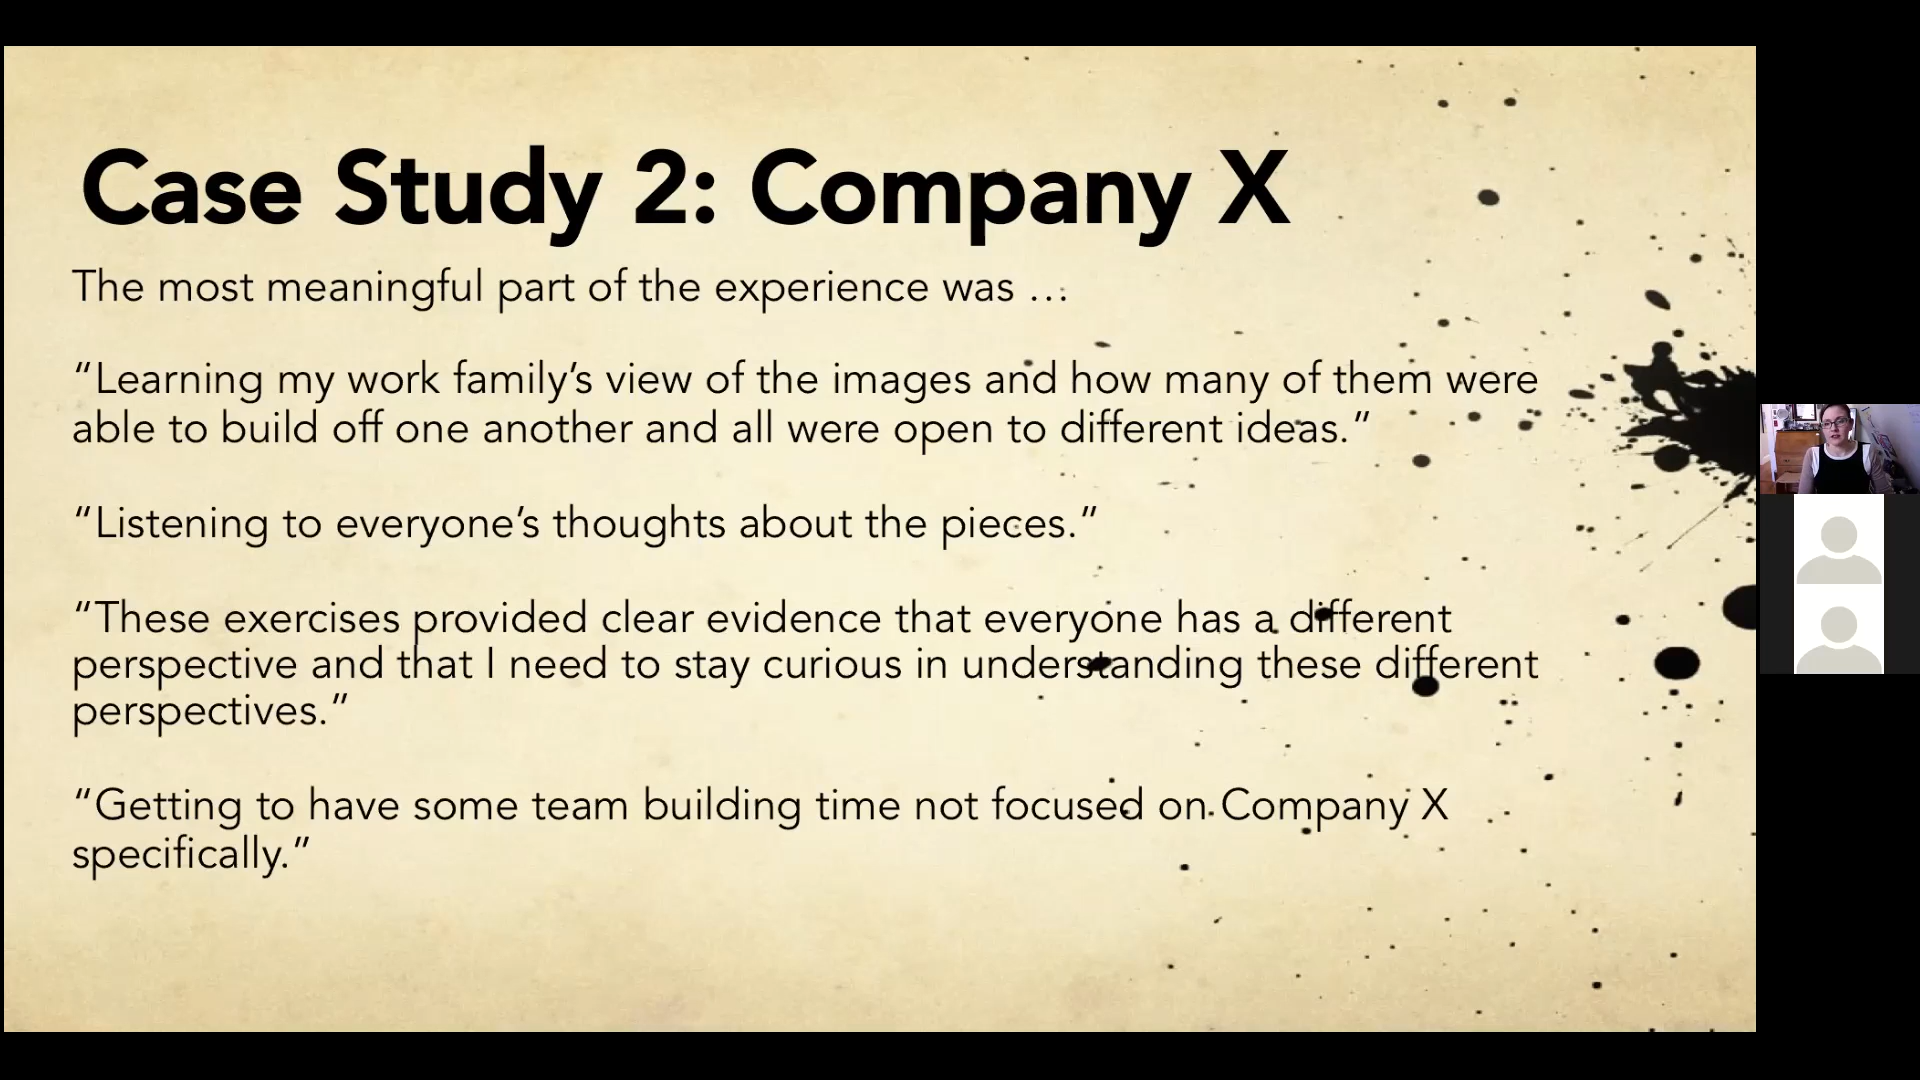 Case Study 2: Company X
The most meaningful part of the experience was …
“Learning my work family’s view of the images and how many of them were
able to build off one another and all were open to different ideas.”
“Listening to everyone’s thoughts about the pieces.”
“These exercises provided clear evidence that everyone has a different
perspective and that I need to stay curious in understanding these different
perspectives.”
“Getting to have some team building time not focused on Company X
specifically.”